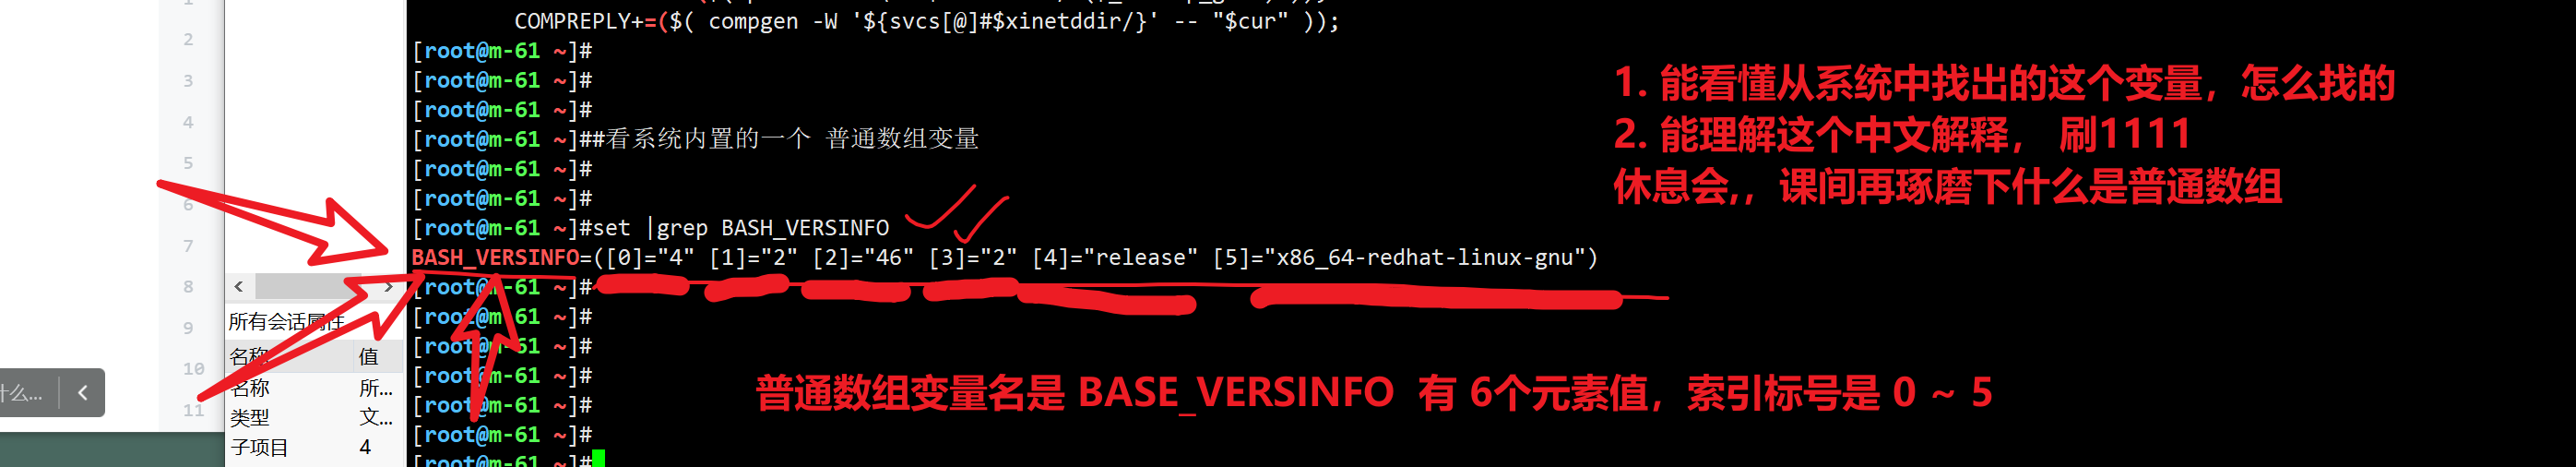 COMPREPLY+=($( compgen -W '${svcs[@]#$xinetddir/}' -- "$cur" ));
[root@m-61 ~]#
[root@m-61 ~]#
[root@m-61 ~]#
[root@m-61 ~]##看系统内置的一个 普通数组变量
[root@m-61 ~]#
[root@m-61 ~]#
[root@m-61 ~]#set |grep BASH_VERSINFO
BASH_VERSINFO=([0]="4" [1]="2" [2]="46" [3]="2" [4]="release" [5]="x86_64-redhat-linux-gnu")
[root@m-61 ~]#
[root@m-61 ~]#
[root@m-61 ~]#
[root@m-61 ~]#
[root@m-61 ~]#
[root@m-61 ~]#
[root@m-61 ~]#
1. 能看懂从系统中找出的这个变量，怎么找的
2. 能理解这个中文解释， 刷1111
休息会,，课间再琢磨下什么是普通数组
普通数组变量名是 BASE_VERSINFO 有 6个元素值，索引标号是 0 ~ 5
2
3
4
5
6
7
8
9
10
11
所有会话属性
名称 值
名称 所...
类型 文...
子项目 4
什么...